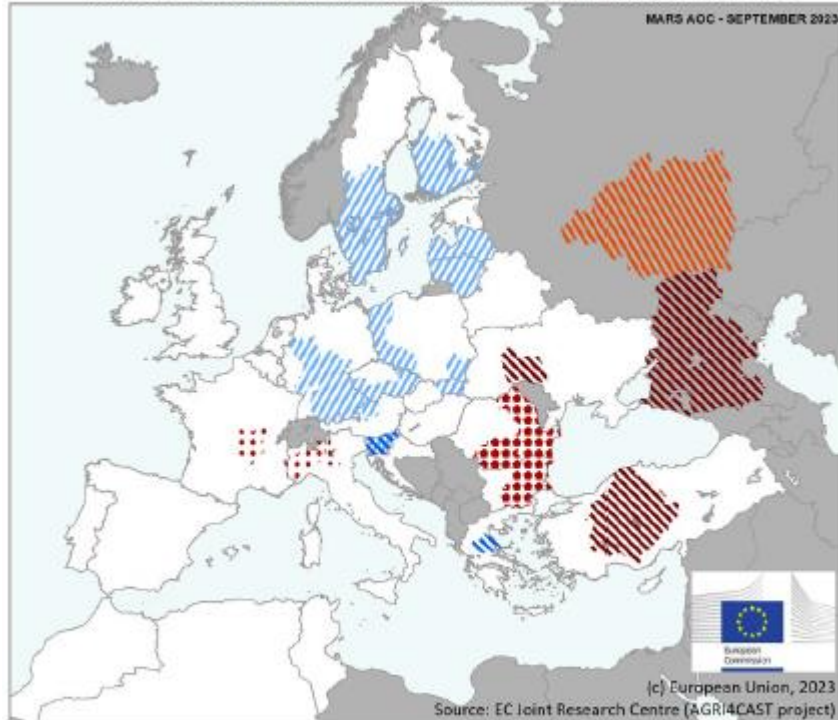 MARS AOC - SEPTEMBER 2023
European
Commission
(c) European Union, 2023
Source: EC Joint Research Centre (AGRI4CAST project)